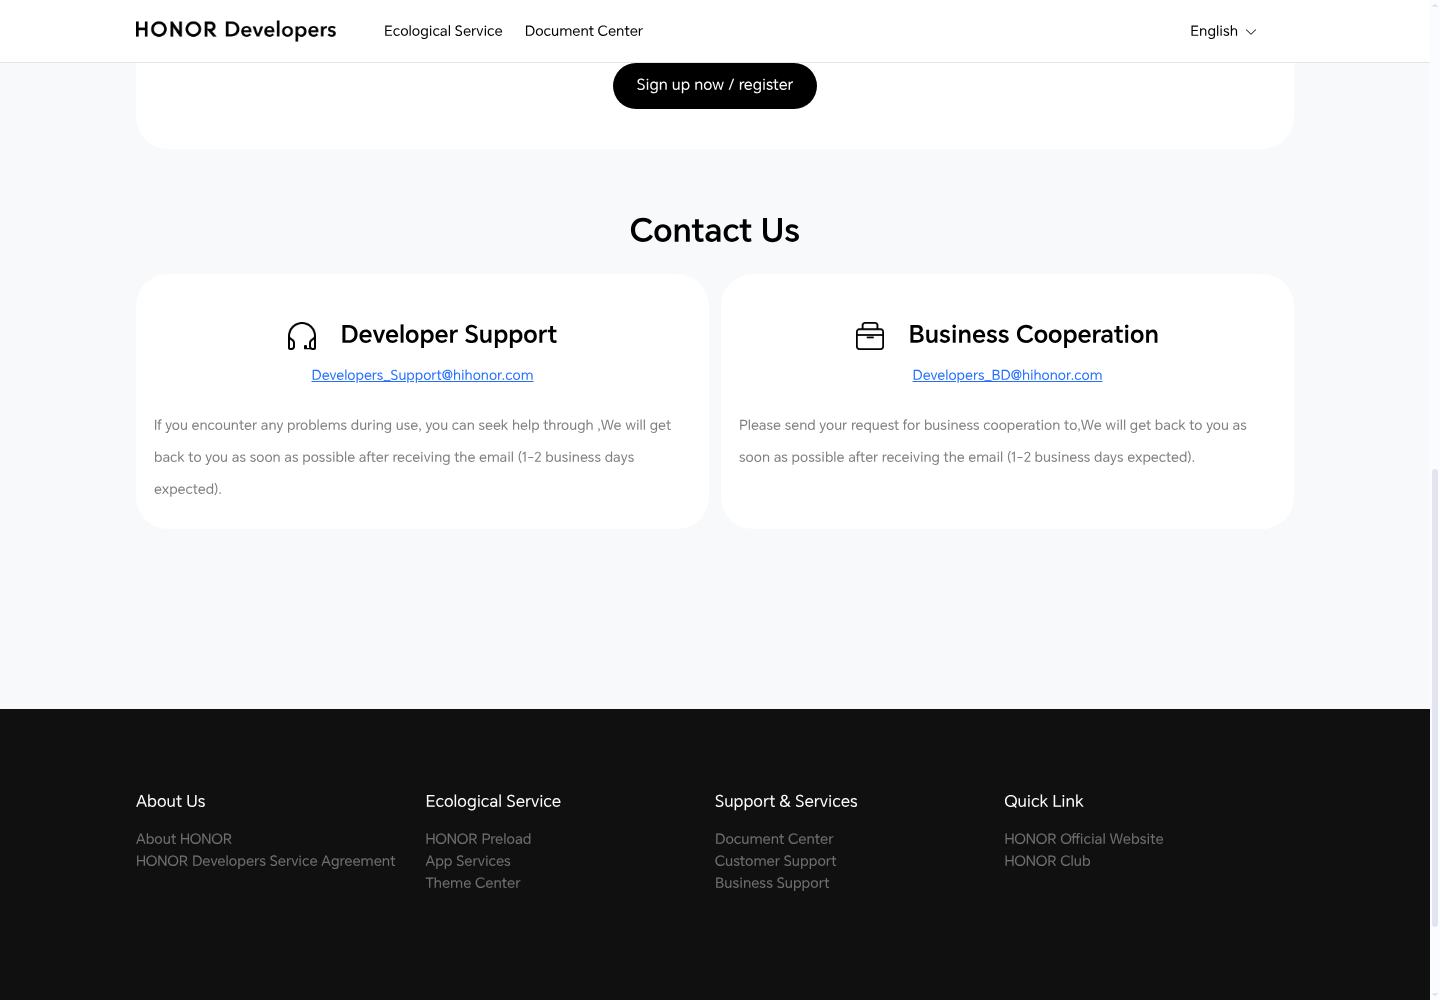 HONOR Developers
Ecological Service
Document Center
English
Sign up now / register
Contact Us
Developer Support
Developers_Support@hihonor.com
If you encounter any problems during use, you can seek help through ,We will get
back to you as soon as possible after receiving the email (1-2 business days
expected).
Business Cooperation
Developers_BD@hihonor.com
Please send your request for business cooperation to,We will get back to you as
soon as possible after receiving the email (1-2 business days expected).
About Us
About HONOR
HONOR Developers Service Agreement
Ecological Service
HONOR Preload
App Services
Theme Center
Support & Services
Document Center
Customer Support
Business Support
Quick Link
HONOR Official Website
HONOR Club